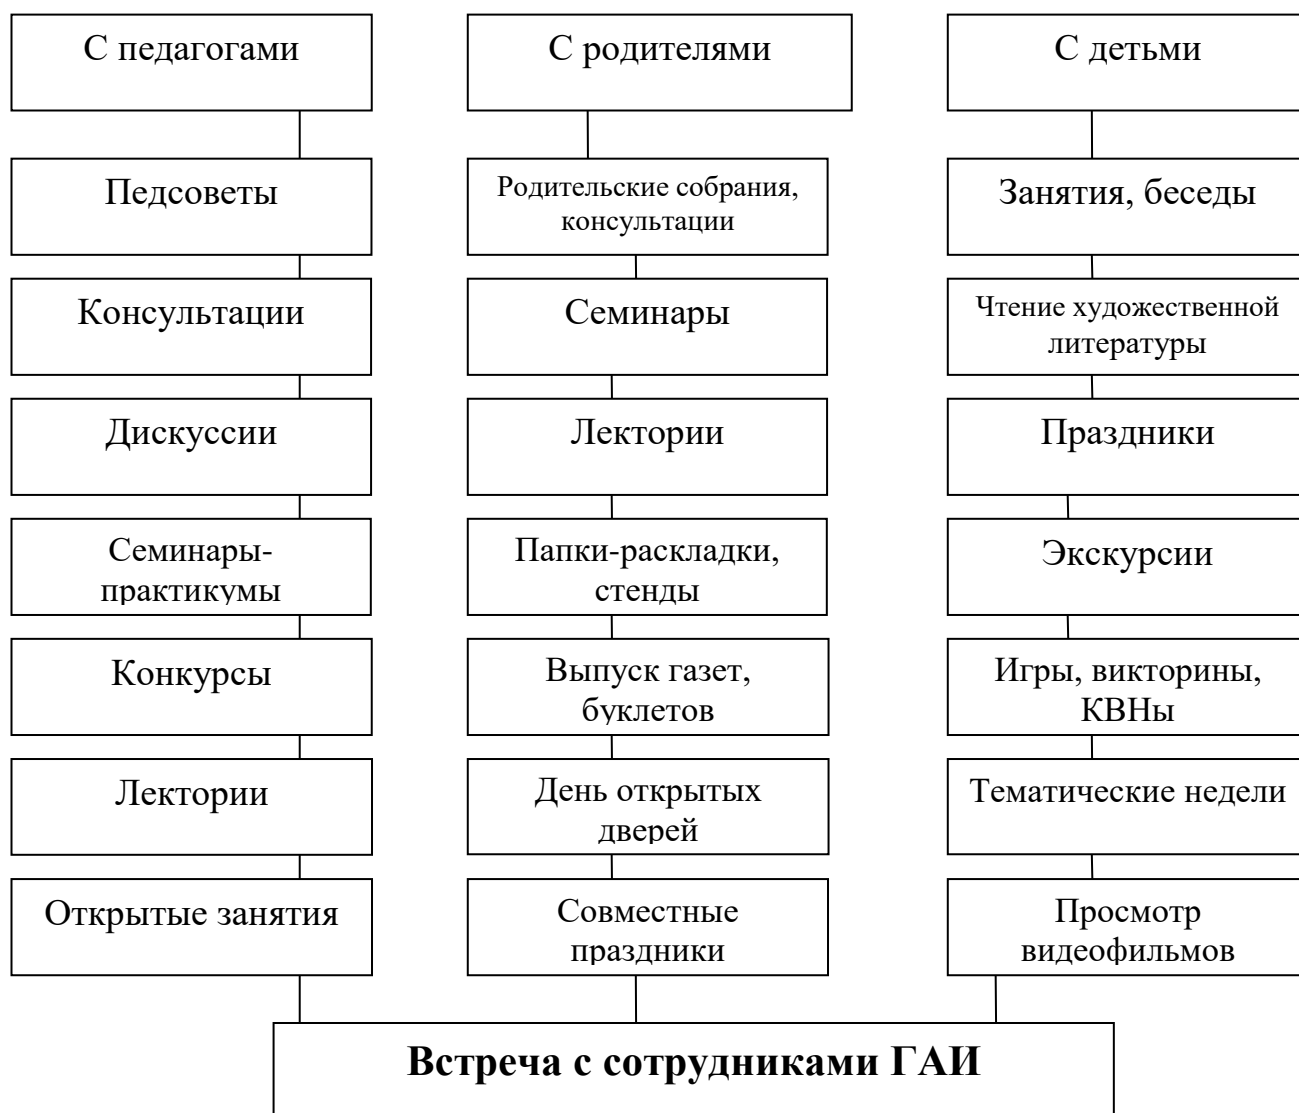 С педагогами
С родителями
С детьми
Педсоветы
Родительские собрания,
консультации
Занятия, беседы
Консультации
Семинары
Чтение художественной
литературы
Дискуссии
Лектории
Праздники
Семинары-
практикумы
Папки-раскладки,
стенды
Экскурсии
Конкурсы
Выпуск газет,
буклетов
Игры, викторины,
КВНы
Лектории
День открытых
дверей
Тематические недели
Открытые занятия
Совместные
праздники
Просмотр
видеофильмов
Встреча с сотрудниками ГАИ